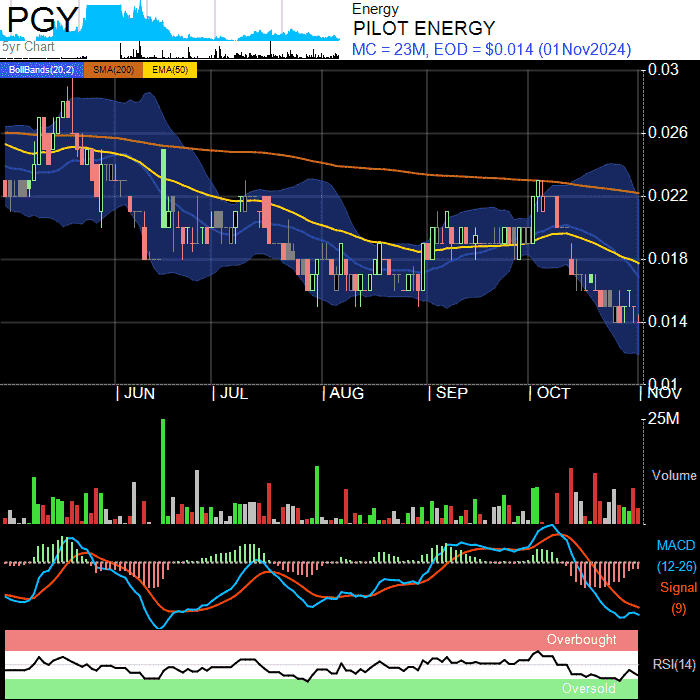 PGY
5yr Chart
Energy
PILOT ENERGY
MC = 23M, EOD = $0.014 (01Nov2024)
BollBands(20,2) SMA(200) EMA(50)
0.03
0.026
0.022
0.018
0.014
0.01
JUN JUL AUG SEP OCT NOV
25M
Volume
MACD
(12-26)
Signal
(9)
Overbought
RSI(14)
Oversold